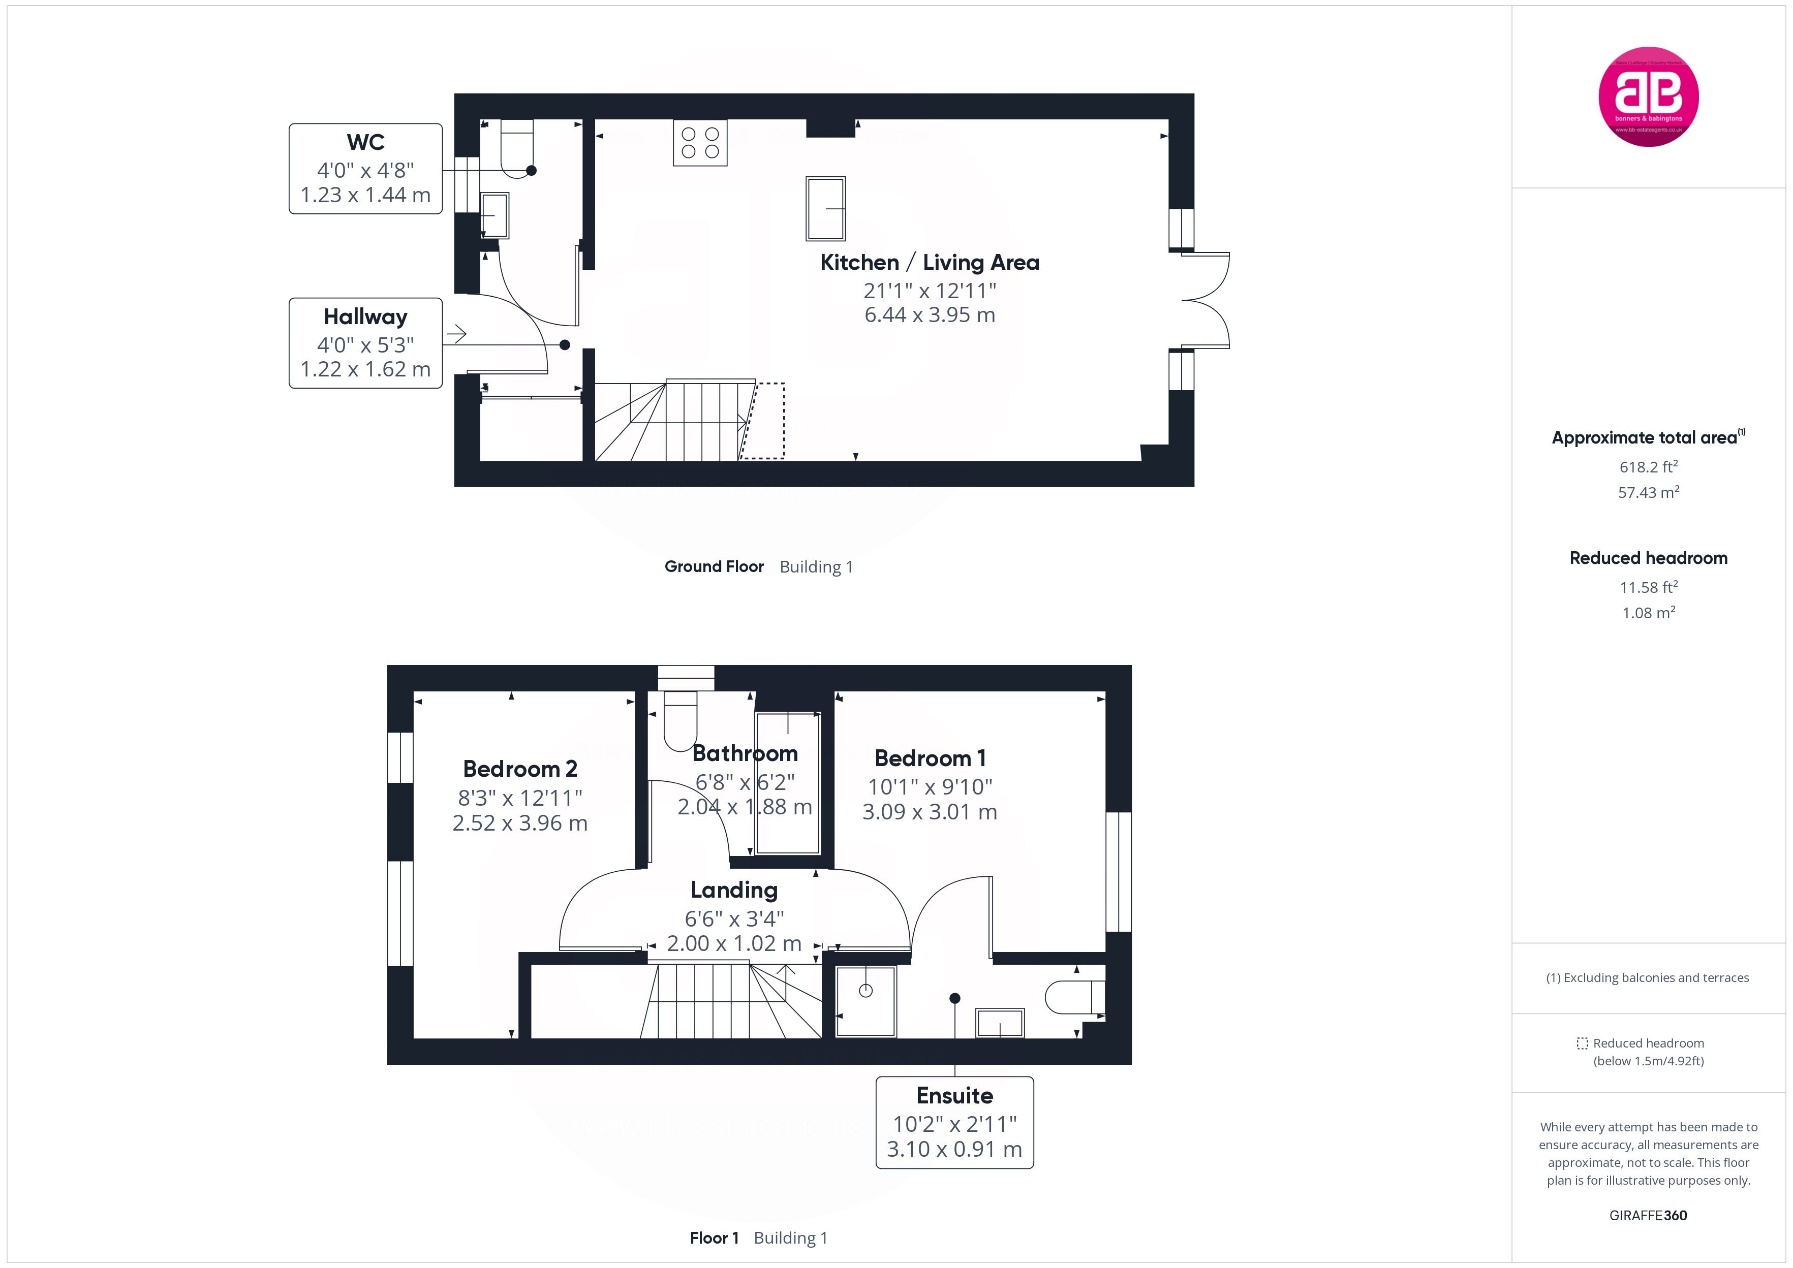 WC
4'0" x 4'8"
1.23 x 1.44 m
Hallway
4'0" x 5'3"
1.22 x 1.62 m
Kitchen / Living Area
21'1" x 12'11"
6.44 x 3.95 m
Ground Floor Building 1
Bedroom 2
8'3" x 12'11"
2.52 x 3.96 m
Bathroom
6'8" x 6'2"
2.04 x 1.88 m
Bedroom 1
10'1" x 9'10"
3.09 x 3.01 m
Landing
6'6" x 3'4"
2.00 x 1.02 m
Ensuite
10'2" x 2'11"
3.10 x 0.91 m
Floor 1 Building 1
BB
bonners & babingtons
www.bb-estateagents.co.uk
Approximate total area(1)
618.2 ft²
57.43 m²
Reduced headroom
11.58 ft²
1.08 m²
(1) Excluding balconies and terraces
Reduced headroom
(below 1.5m/4.92ft)
While every attempt has been made to
ensure accuracy, all measurements are
approximate, not to scale. This floor
plan is for illustrative purposes only.
GIRAFFE360